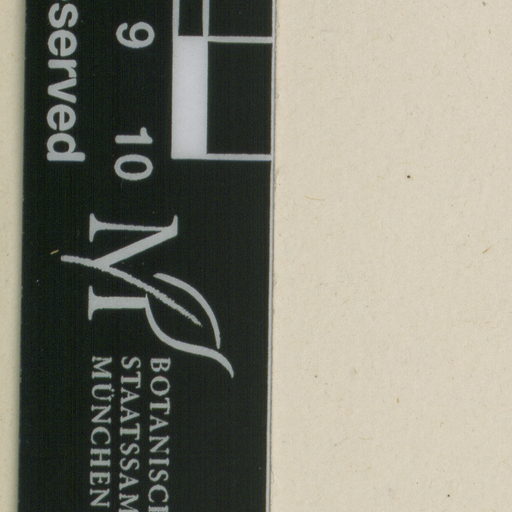 served
9 10
M
BOTANISCH
STAATSSAM
MÜNCHEN